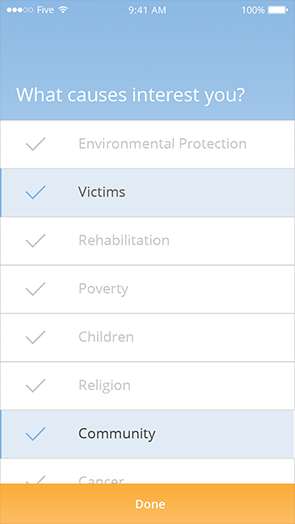 Five 9:41 AM 100%
What causes interest you?
Environmental Protection
Victims
Rehabilitation
Poverty
Children
Religion
Community
Cancer
Done